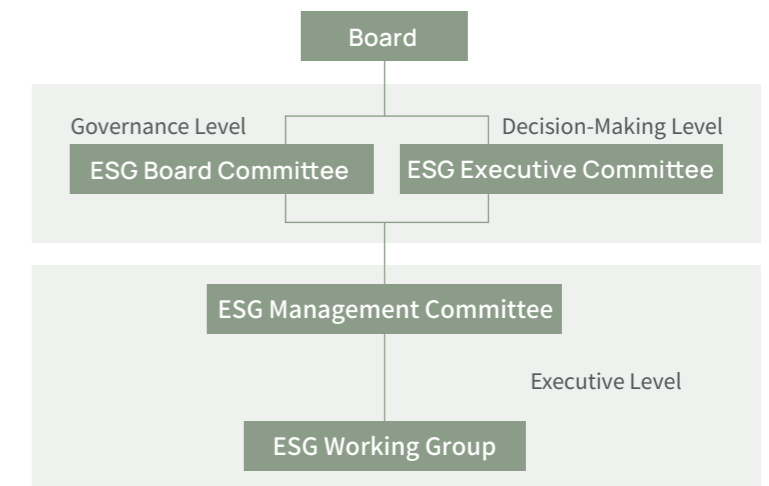 Board
Governance Level
Decision-Making Level
ESG Board Committee
ESG Executive Committee
ESG Management Committee
Executive Level
ESG Working Group